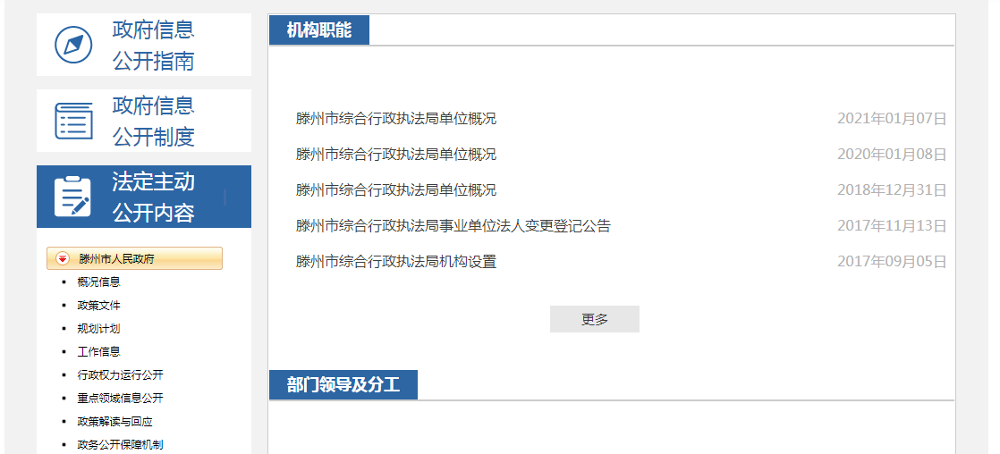 政府信息
公开指南
政府信息
公开制度
法定主动
公开内容
滕州市人民政府
概况信息
政策文件
规划计划
工作信息
行政权力运行公开
重点领域信息公开
政策解读与回应
政务公开保障机制
机构职能
滕州市综合行政执法局单位概况 2021年01月07日
滕州市综合行政执法局单位概况 2020年01月08日
滕州市综合行政执法局单位概况 2018年12月31日
滕州市综合行政执法局事业单位法人变更登记公告 2017年11月13日
滕州市综合行政执法局机构设置 2017年09月05日
更多
部门领导及分工